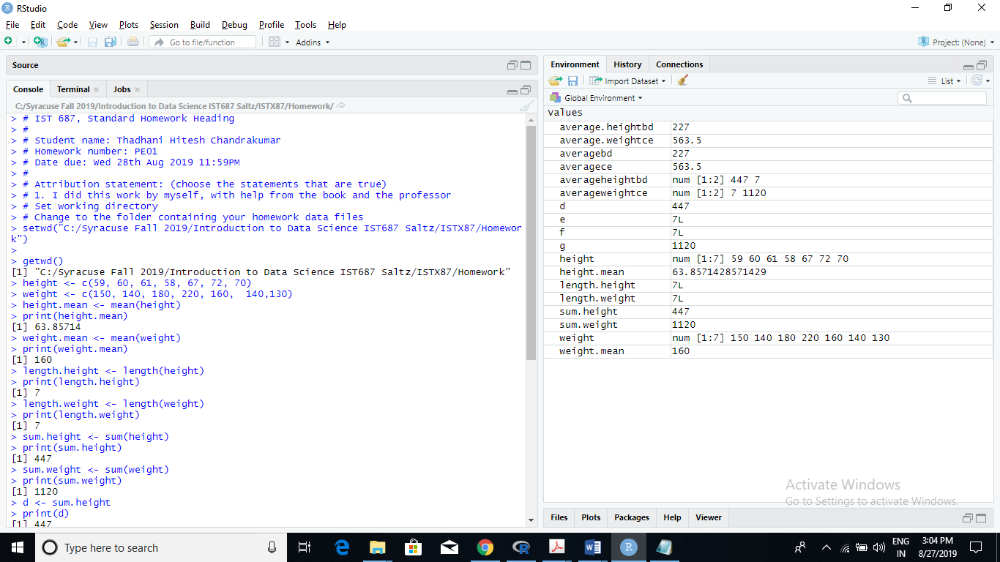 RStudio
File Edit Code View Plots Session Build Debug Profile Tools Help
Go to file/function Addins Project: (None)
Source
Console Terminal Jobs
C:/Syracuse Fall 2019/Introduction to Data Science IST687 Saltz/ISTX87/Homework/
> # IST 687, Standard Homework Heading
> #
> # Student name: Thadhani Hitesh Chandrakumar
> # Homework number: PE01
> # Date due: Wed 28th Aug 2019 11:59PM
> #
> # Attribution statement: (choose the statements that are true)
> # 1. I did this work by myself, with help from the book and the professor
> # Set working directory
> # Change to the folder containing your homework data files
> setwd("C:/Syracuse Fall 2019/Introduction to Data Science IST687 Saltz/ISTX87/Homewor
k")
>
> getwd()
[1] "C:/Syracuse Fall 2019/Introduction to Data Science IST687 Saltz/ISTX87/Homework"
> height <- c(59, 60, 61, 58, 67, 72, 70)
> weight <- c(150, 140, 180, 220, 160,  140,130)
> height.mean <- mean(height)
> print(height.mean)
[1] 63.85714
> weight.mean <- mean(weight)
> print(weight.mean)
[1] 160
> length.height <- length(height)
> print(length.height)
[1] 7
> length.weight <- length(weight)
> print(length.weight)
[1] 7
> sum.height <- sum(height)
> print(sum.height)
[1] 447
> sum.weight <- sum(weight)
> print(sum.weight)
[1] 1120
> d <- sum.height
> print(d)
[1] 447
Environment History Connections
Import Dataset List
Global Environment
Values
average.heightbd 227
average.weightce 563.5
averagebd 227
averagece 563.5
averageheightbd num [1:2] 447 7
averageweightce num [1:2] 7 1120
d 447
e 7L
f 7L
g 1120
height num [1:7] 59 60 61 58 67 72 70
height.mean 63.8571428571429
length.height 7L
length.weight 7L
sum.height 447
sum.weight 1120
weight num [1:7] 150 140 180 220 160 140 130
weight.mean 160
Activate Windows
Go to Settings to activate Windows.
Files Plots Packages Help Viewer
Type here to search
ENG
IN
3:04 PM
8/27/2019